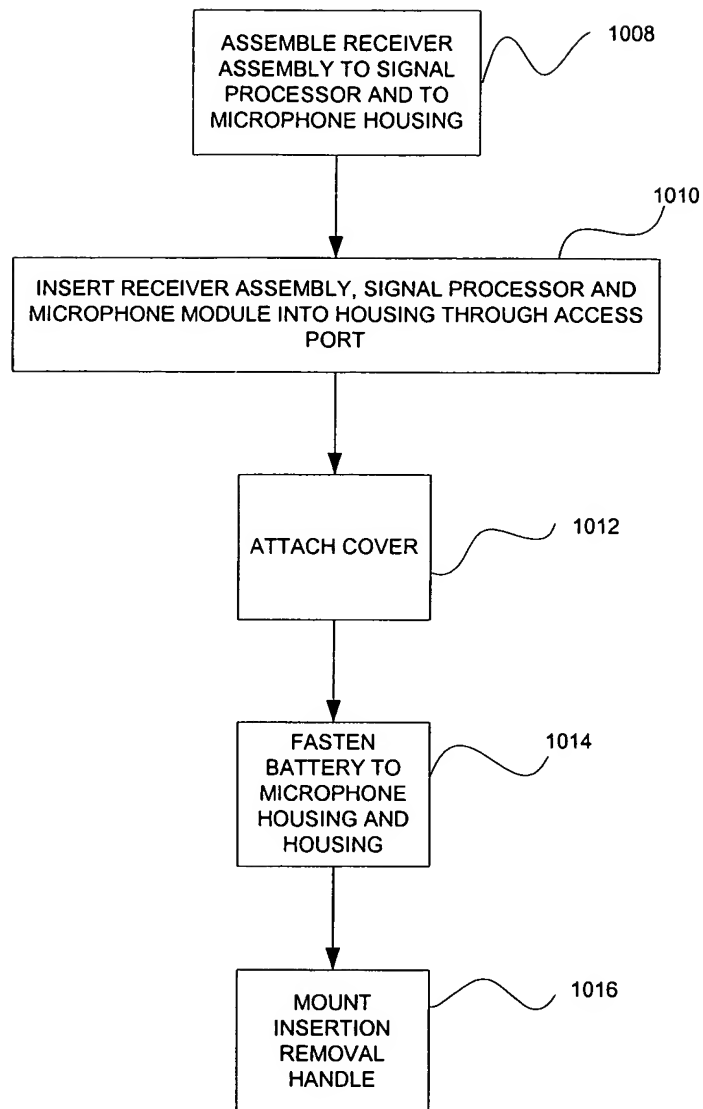 ASSEMBLE RECEIVER
ASSEMBLY TO SIGNAL
PROCESSOR AND TO
MICROPHONE HOUSING
1008
1010
INSERT RECEIVER ASSEMBLY, SIGNAL PROCESSOR AND
MICROPHONE MODULE INTO HOUSING THROUGH ACCESS
PORT
ATTACH COVER
1012
FASTEN
BATTERY TO
MICROPHONE
HOUSING AND
HOUSING
1014
MOUNT
INSERTION
REMOVAL
HANDLE
1016